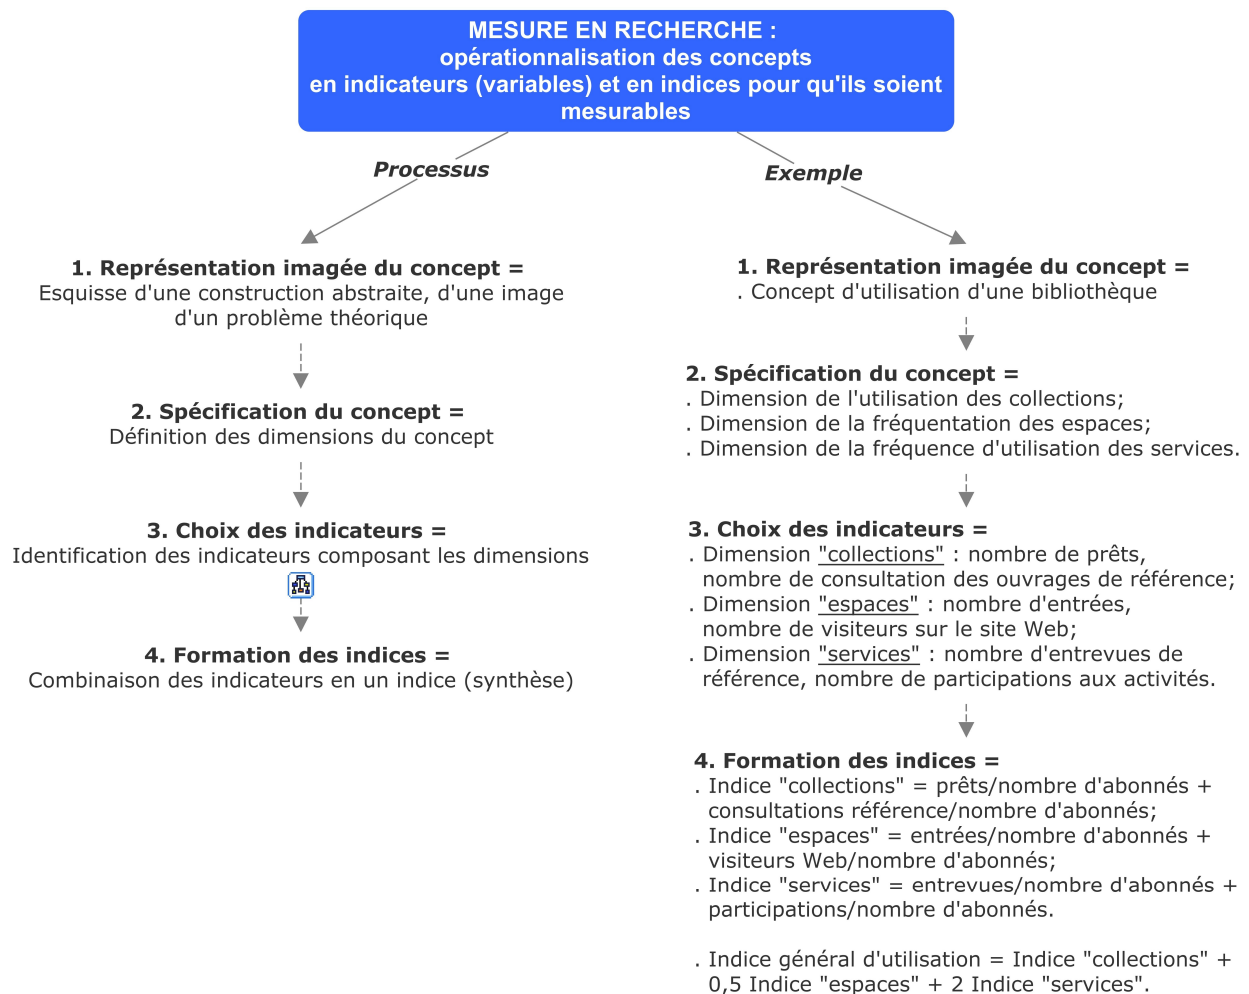 MESURE EN RECHERCHE :
opérationnalisation des concepts
en indicateurs (variables) et en indices pour qu'ils soient
mesurables
Processus
1. Représentation imagée du concept =
Esquisse d'une construction abstraite, d'une image
d'un problème théorique
2. Spécification du concept =
Définition des dimensions du concept
3. Choix des indicateurs =
Identification des indicateurs composant les dimensions
4. Formation des indices =
Combinaison des indicateurs en un indice (synthèse)
Exemple
1. Représentation imagée du concept =
. Concept d'utilisation d'une bibliothèque
2. Spécification du concept =
. Dimension de l'utilisation des collections;
. Dimension de la fréquentation des espaces;
. Dimension de la fréquence d'utilisation des services.
3. Choix des indicateurs =
. Dimension "collections" : nombre de prêts,
nombre de consultation des ouvrages de référence;
. Dimension "espaces" : nombre d'entrées,
nombre de visiteurs sur le site Web;
. Dimension "services" : nombre d'entrevues de
référence, nombre de participations aux activités.
4. Formation des indices =
. Indice "collections" = prêts/nombre d'abonnés +
consultations référence/nombre d'abonnés;
. Indice "espaces" = entrées/nombre d'abonnés +
visiteurs Web/nombre d'abonnés;
. Indice "services" = entrevues/nombre d'abonnés +
participations/nombre d'abonnés.
. Indice général d'utilisation = Indice "collections" +
0,5 Indice "espaces" + 2 Indice "services".